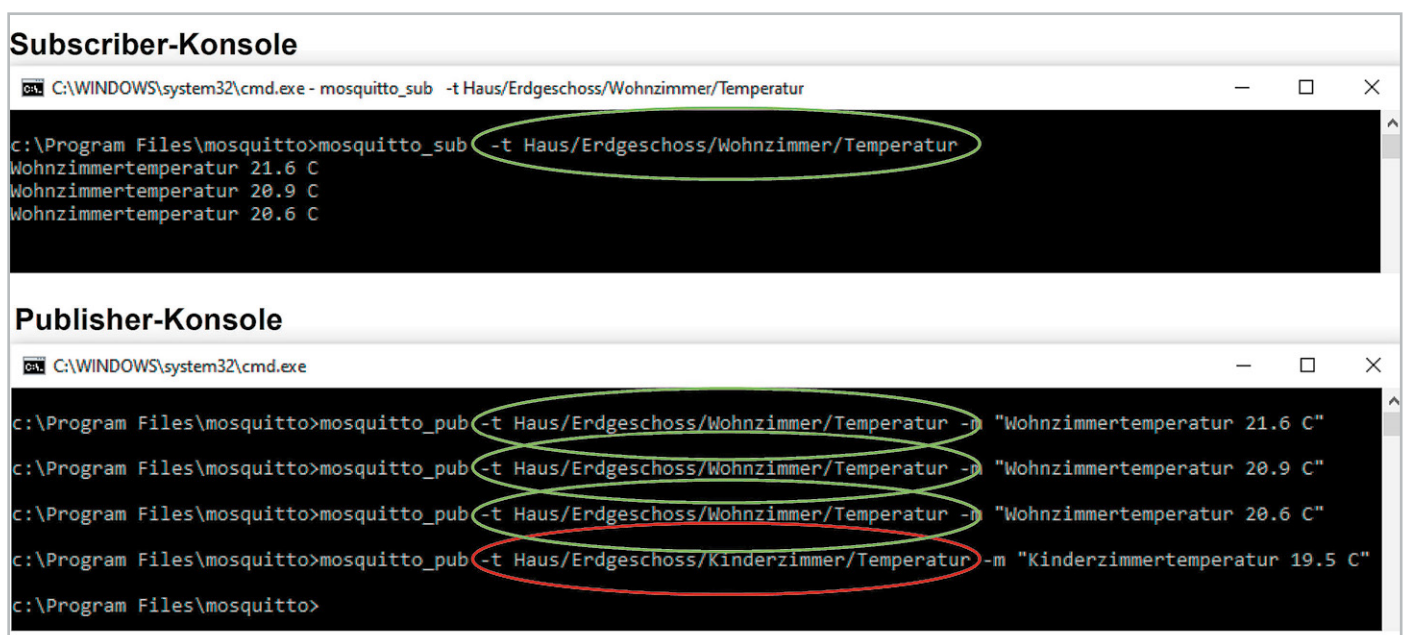 Subscriber-Konsole
C:\WINDOWS\system32\cmd.exe - mosquitto_sub -t Haus/Erdgeschoss/Wohnzimmer/Temperatur
c:\Program Files\mosquitto>mosquitto_sub -t Haus/Erdgeschoss/Wohnzimmer/Temperatur
Wohnzimmertemperatur 21.6 C
Wohnzimmertemperatur 20.9 C
Wohnzimmertemperatur 20.6 C
Publisher-Konsole
C:\WINDOWS\system32\cmd.exe
c:\Program Files\mosquitto>mosquitto_pub -t Haus/Erdgeschoss/Wohnzimmer/Temperatur -m "Wohnzimmertemperatur 21.6 C"
c:\Program Files\mosquitto>mosquitto_pub -t Haus/Erdgeschoss/Wohnzimmer/Temperatur -m "Wohnzimmertemperatur 20.9 C"
c:\Program Files\mosquitto>mosquitto_pub -t Haus/Erdgeschoss/Wohnzimmer/Temperatur -m "Wohnzimmertemperatur 20.6 C"
c:\Program Files\mosquitto>mosquitto_pub -t Haus/Erdgeschoss/Kinderzimmer/Temperatur -m "Kinderzimmertemperatur 19.5 C"
c:\Program Files\mosquitto>